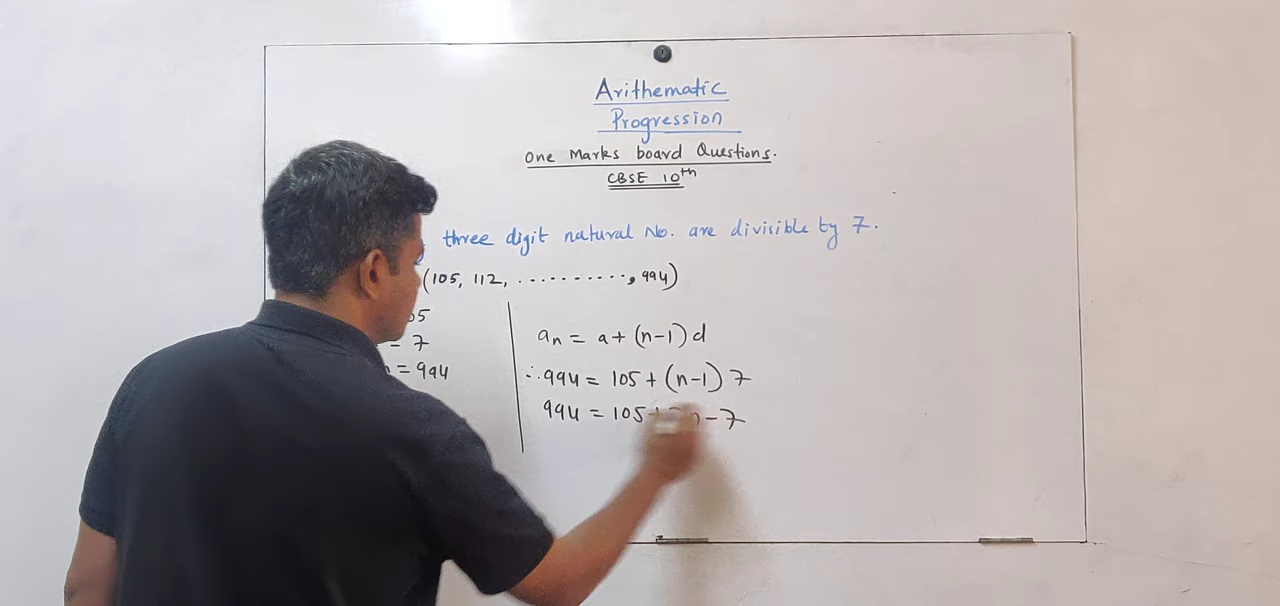 Arithematic
Progression
One Marks board Questions.
CBSE 10th
three digit natural No. are divisible by 7.
(105, 112, ..........., 994)
05
= 7
= 994
an = a + (n-1) d
∴ 994 = 105 + (n-1) 7
994 = 105 + 7n - 7